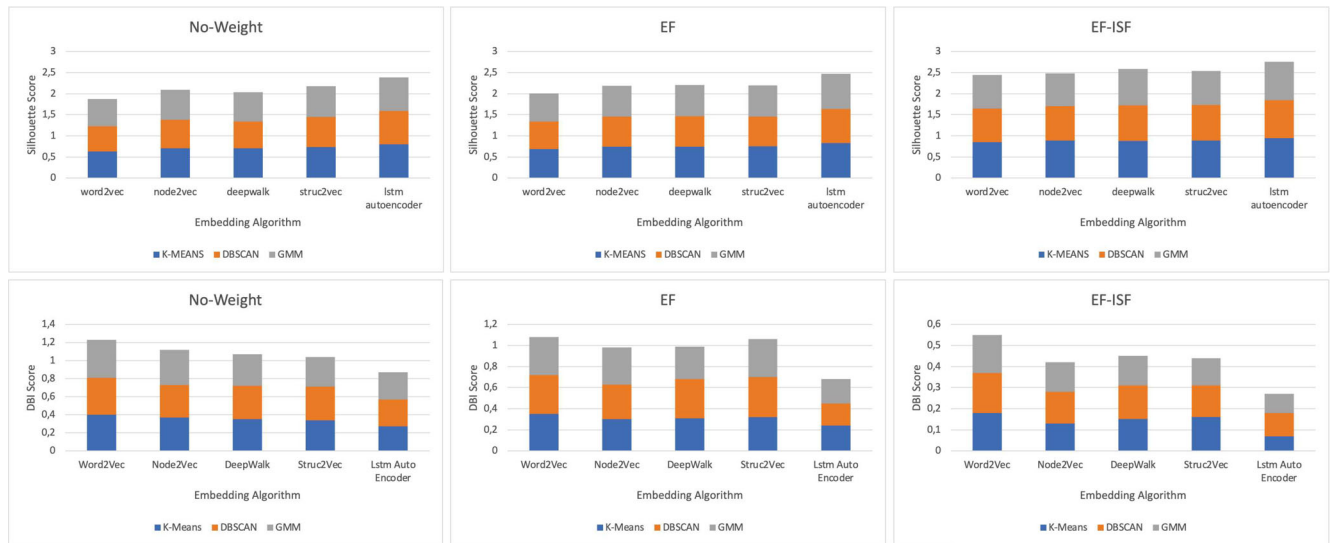 No-Weight
Silhouette Score
3
2,5
2
1,5
1
0,5
0
word2vec node2vec deepwalk struc2vec lstm
autoencoder
Embedding Algorithm
K-MEANS DBSCAN GMM
EF
Silhouette Score
3
2,5
2
1,5
1
0,5
0
word2vec node2vec deepwalk struc2vec lstm
autoencoder
Embedding Algorithm
K-MEANS DBSCAN GMM
EF-ISF
Silhouette Score
3
2,5
2
1,5
1
0,5
0
word2vec node2vec deepwalk struc2vec lstm
autoencoder
Embedding Algorithm
K-MEANS DBSCAN GMM
No-Weight
DBI Score
1,4
1,2
1
0,8
0,6
0,4
0,2
0
Word2Vec Node2Vec DeepWalk Struc2Vec Lstm Auto
Encoder
Embedding Algorithm
K-Means DBSCAN GMM
EF
DBI Score
1,2
1
0,8
0,6
0,4
0,2
0
Word2Vec Node2Vec DeepWalk Struc2Vec Lstm Auto
Encoder
Embedding Algorithm
K-Means DBSCAN GMM
EF-ISF
DBI Score
0,6
0,5
0,4
0,3
0,2
0,1
0
Word2Vec Node2Vec DeepWalk Struc2Vec Lstm Auto
Encoder
Embedding Algorithm
K-Means DBSCAN GMM